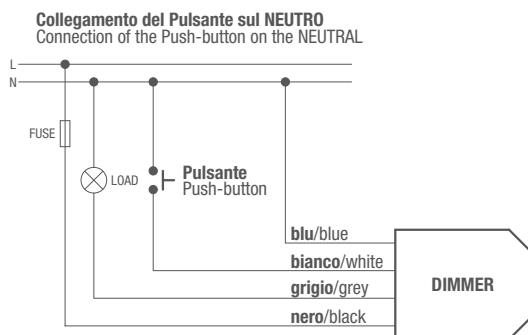 Collegamento del Pulsante sul NEUTRO
Connection of the Push-button on the NEUTRAL
L
N
FUSE
LOAD
Pulsante
Push-button
blu/blue
bianco/white
grigio/grey
nero/black
DIMMER